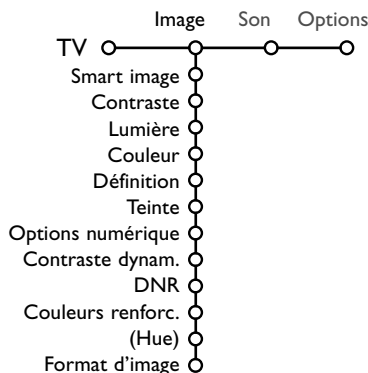 Image Son Options
TV
Smart image
Contraste
Lumière
Couleur
Définition
Teinte
Options numérique
Contraste dynam.
DNR
Couleurs renforc.
(Hue)
Format d'image